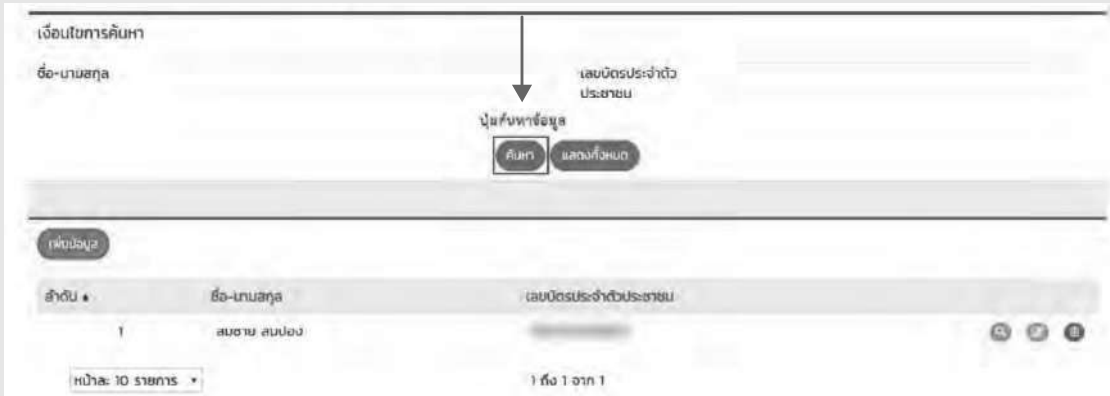 เงื่อนไขการค้นหา
ชื่อ-นามสกุล
เลขบัตรประจำตัว
ประชาชน
ปุ่มค้นหาข้อมูล
ค้นหา แสดงทั้งหมด
เพิ่มข้อมูล
ลำดับ ชื่อ-นามสกุล เลขบัตรประจำตัวประชาชน
1 สมชาย สมปอง
หน้าละ 10 รายการ 1 ถึง 1 จาก 1